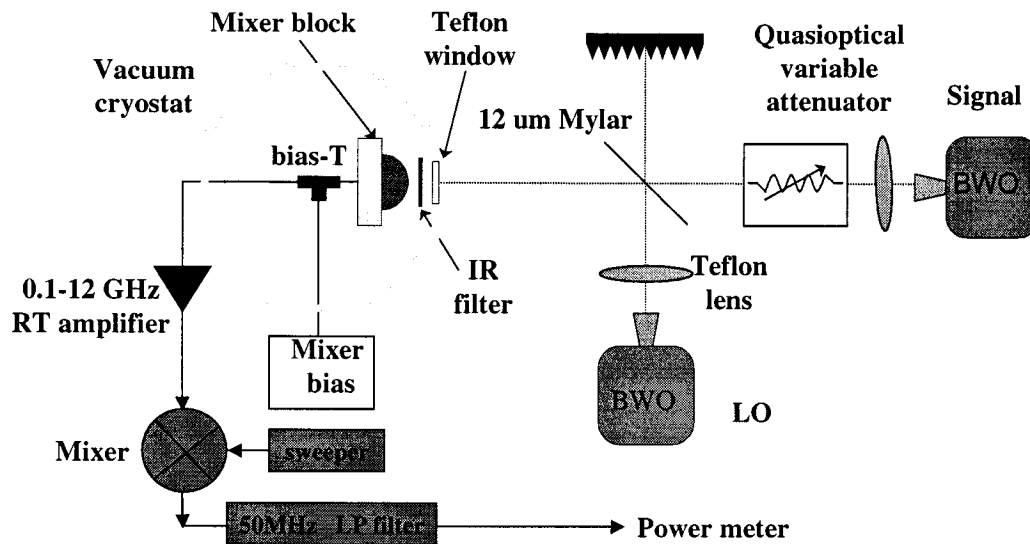 Mixer block
Teflon
window
Vacuum
cryostat
Quasioptical
variable
attenuator
Signal
12 um Mylar
bias-T
BWO
IR
filter
Teflon
lens
0.1-12 GHz
RT amplifier
Mixer
bias
BWO
LO
Mixer
sweeper
50MHz LP filter
Power meter